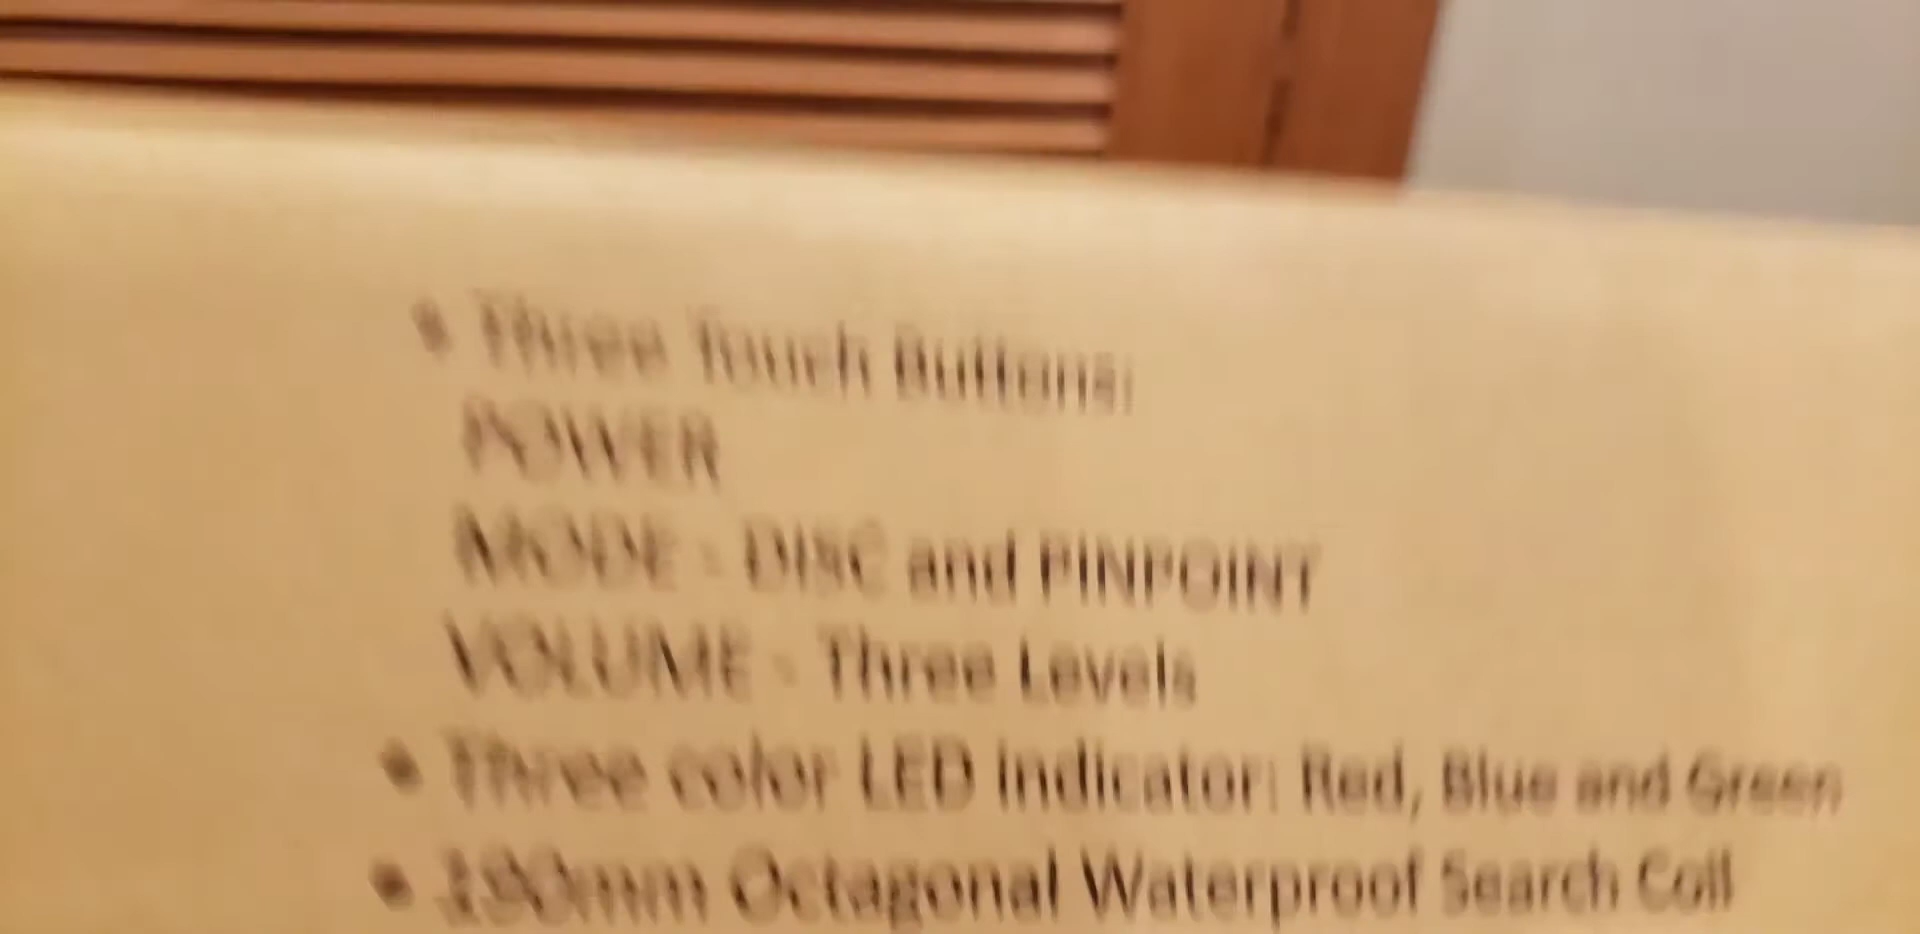 • Three Touch Buttons:
POWER
MODE - DISC and PINPOINT
VOLUME - Three Levels
• Three color LED indicator: Red, Blue and Green
• Octagonal Waterproof Search Coil